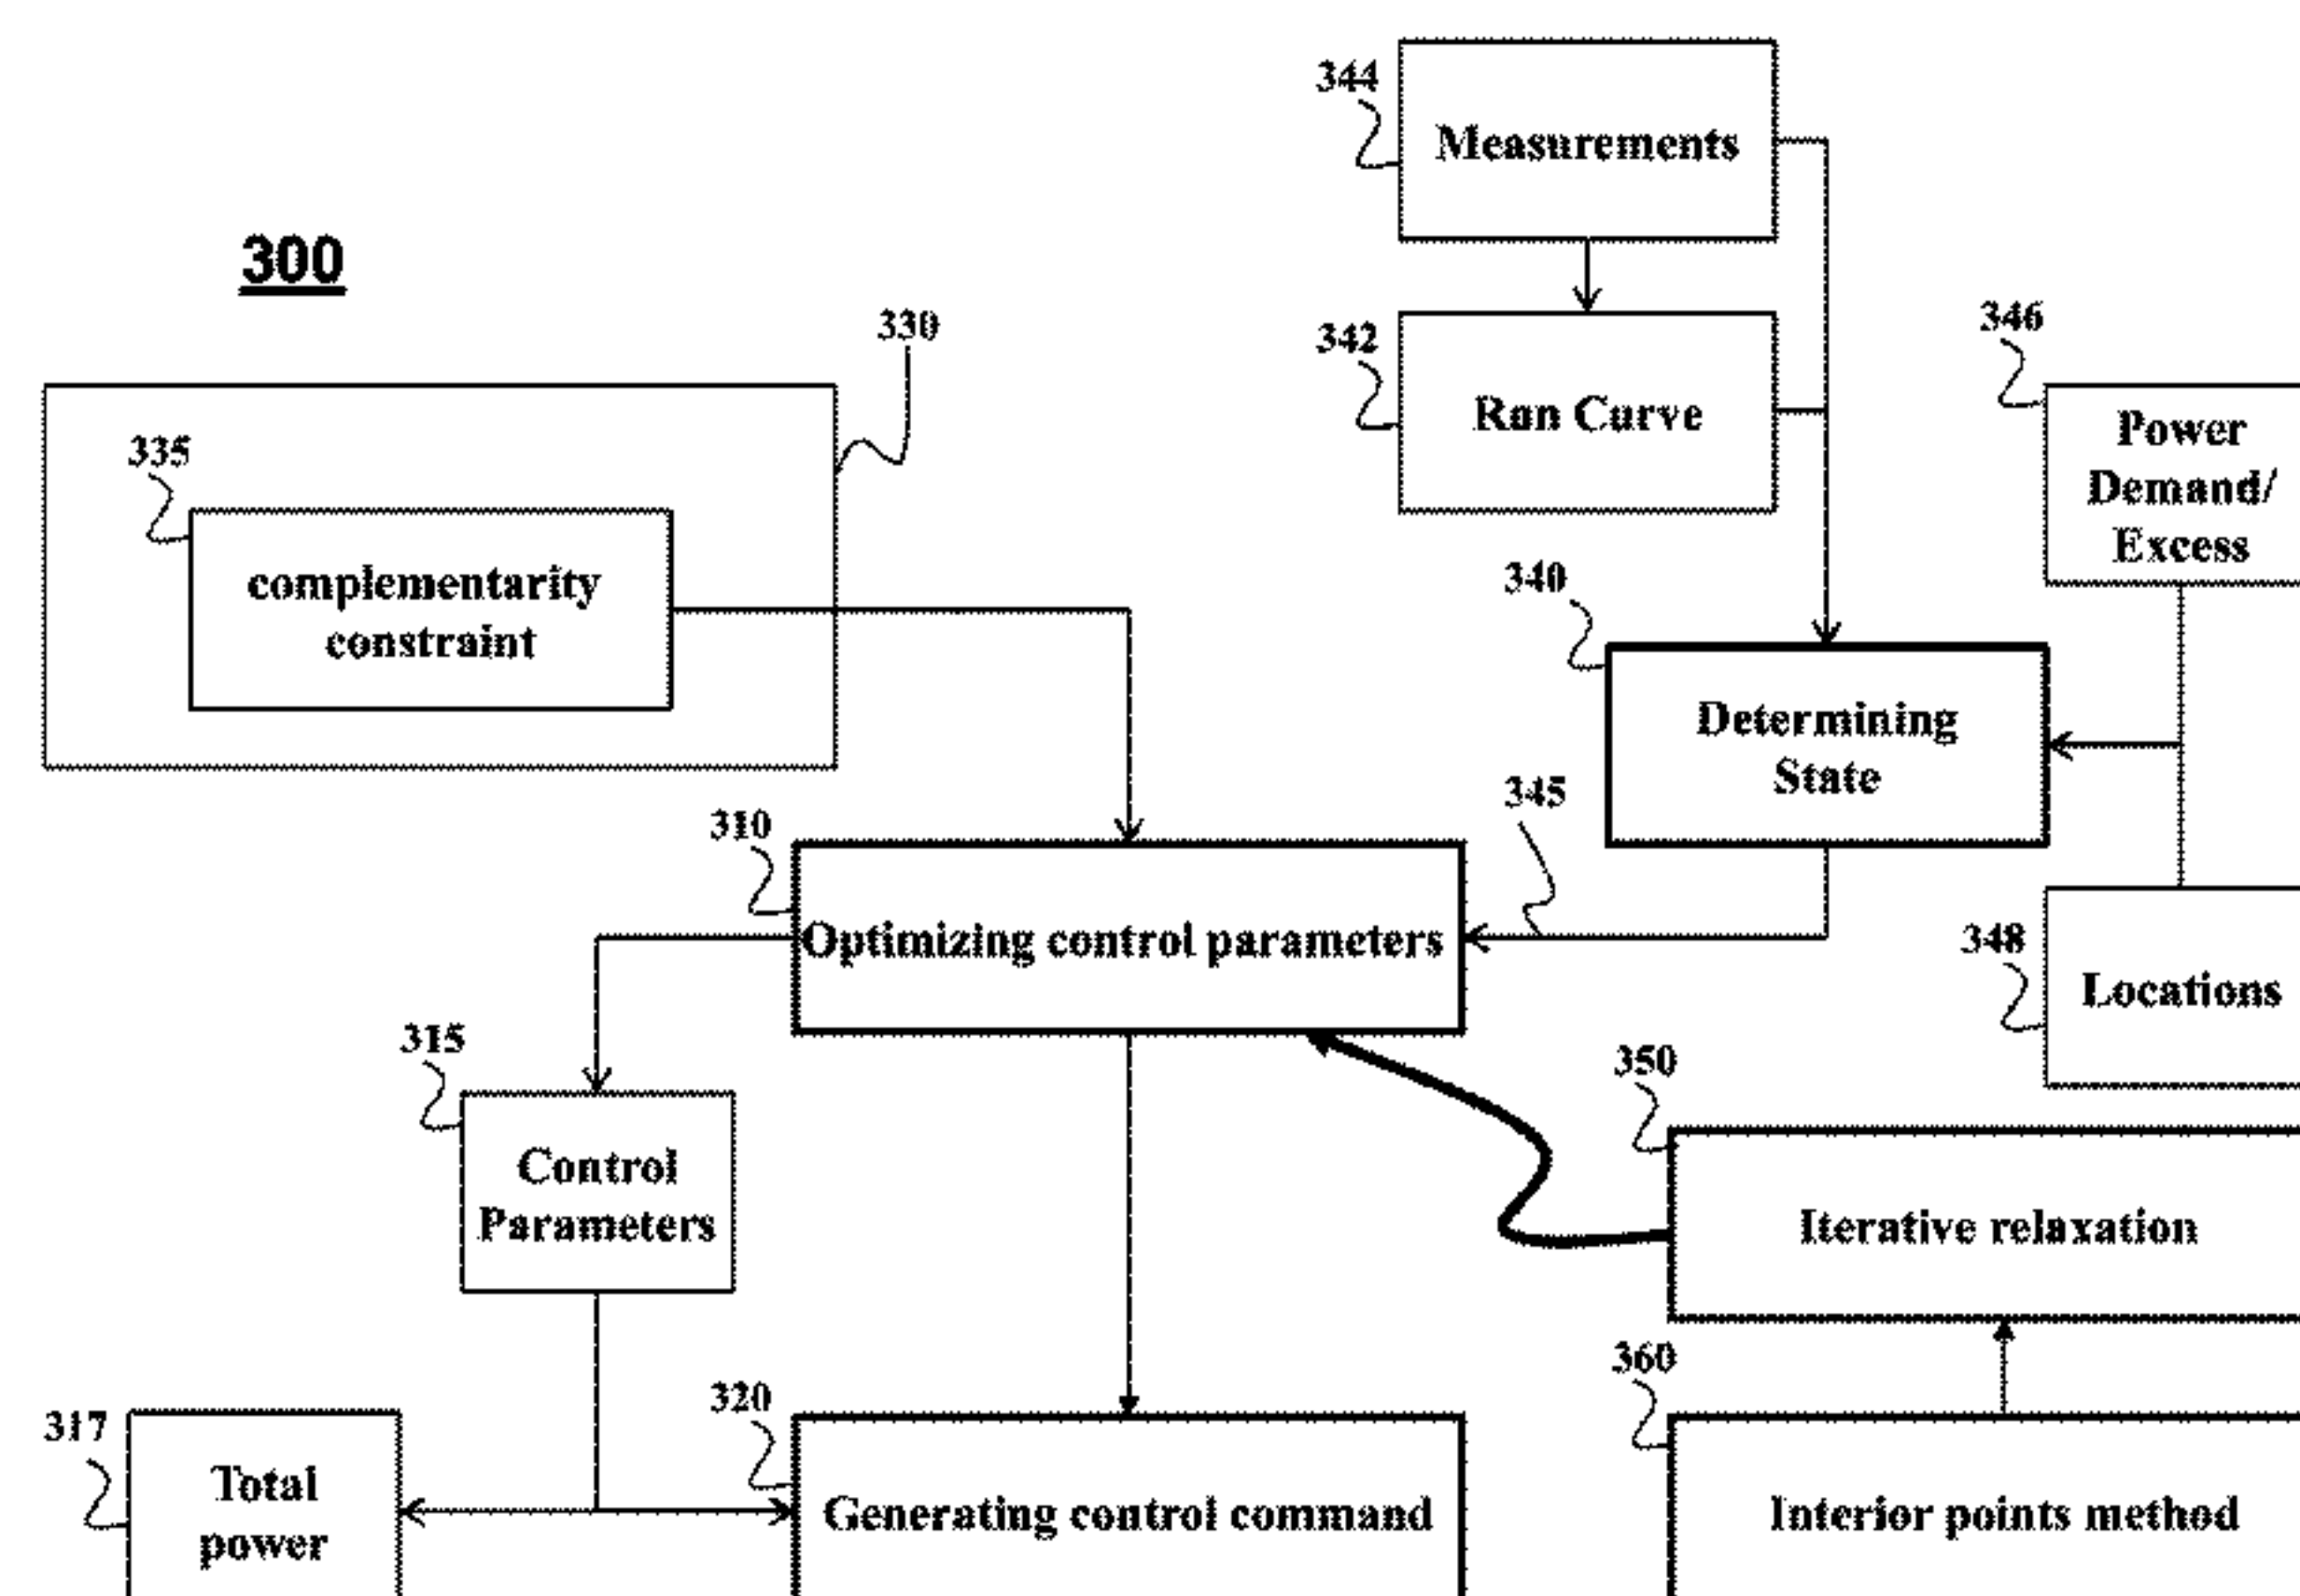 344
Measurements
300
330
342
Run Curve
346
Power
Demand/
Excess
335
complementarity
constraint
340
Determining
State
345
310
Optimizing control parameters
348
Locations
315
Control
Parameters
350
Iterative relaxation
317
Total
power
320
Generating control command
360
Interior points method